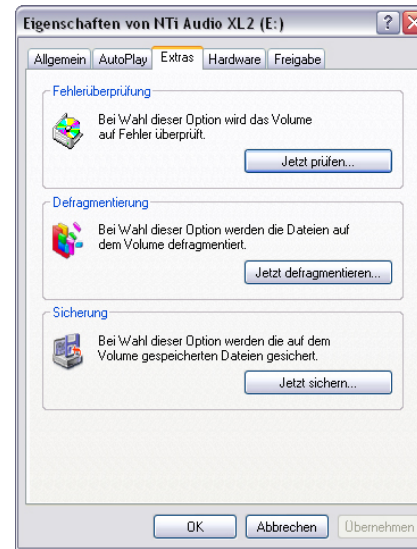 Eigenschaften von NTi Audio XL2 (E:)
Allgemein AutoPlay Extras Hardware Freigabe
Fehlerüberprüfung
Bei Wahl dieser Option wird das Volume
auf Fehler überprüft.
Jetzt prüfen...
Defragmentierung
Bei Wahl dieser Option werden die Dateien auf
dem Volume defragmentiert.
Jetzt defragmentieren...
Sicherung
Bei Wahl dieser Option werden die auf dem
Volume gespeicherten Dateien gesichert.
Jetzt sichern...
OK Abbrechen Übernehmen